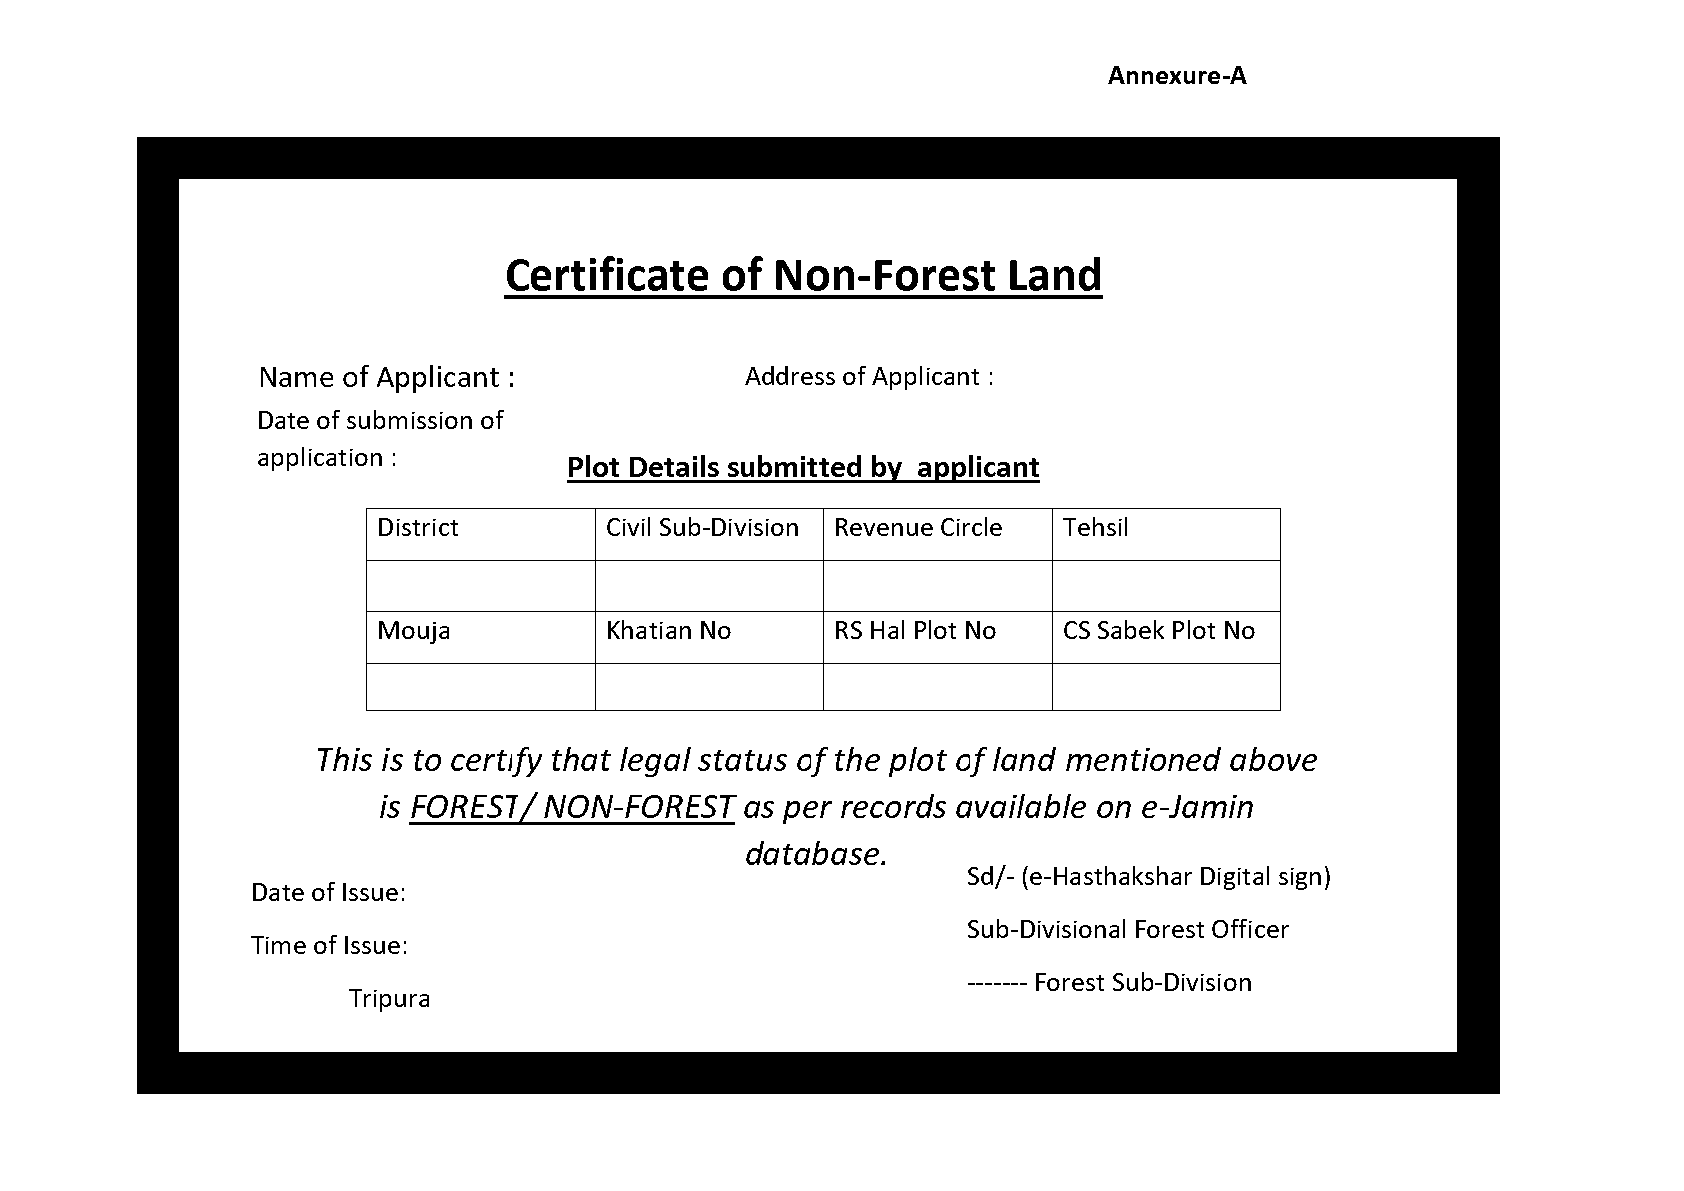 Annexure-A
Certificate of Non-Forest Land
Name of Applicant :
Address of Applicant :
Date of submission of
application :
Plot Details submitted by applicant
District Civil Sub-Division Revenue Circle Tehsil
Mouja Khatian No RS Hal Plot No CS Sabek Plot No
This is to certify that legal status of the plot of land mentioned above
is FOREST/ NON-FOREST as per records available on e-Jamin
database.
Date of Issue:
Time of Issue:
Tripura
Sd/- (e-Hasthakshar Digital sign)
Sub-Divisional Forest Officer
------- Forest Sub-Division